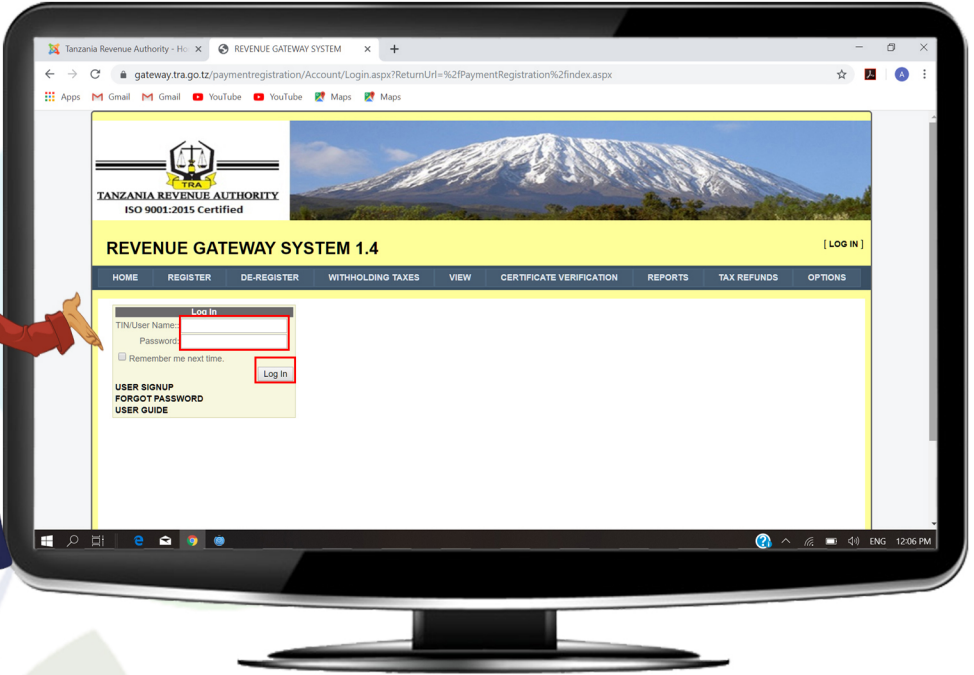 Tanzania Revenue Authority - Ho
REVENUE GATEWAY SYSTEM
gateway.tra.go.tz/paymentregistration/Account/Login.aspx?ReturnUrl=%2fPaymentRegistration%2findex.aspx
A
Apps Gmail Gmail YouTube YouTube Maps Maps
TRA
TANZANIA REVENUE AUTHORITY
ISO 9001:2015 Certified
REVENUE GATEWAY SYSTEM 1.4
[ LOG IN ]
HOME REGISTER DE-REGISTER WITHHOLDING TAXES VIEW CERTIFICATE VERIFICATION REPORTS TAX REFUNDS OPTIONS
Log In
TIN/User Name::
Password:
Remember me next time.
Log In
USER SIGNUP
FORGOT PASSWORD
USER GUIDE
ENG 12:06 PM